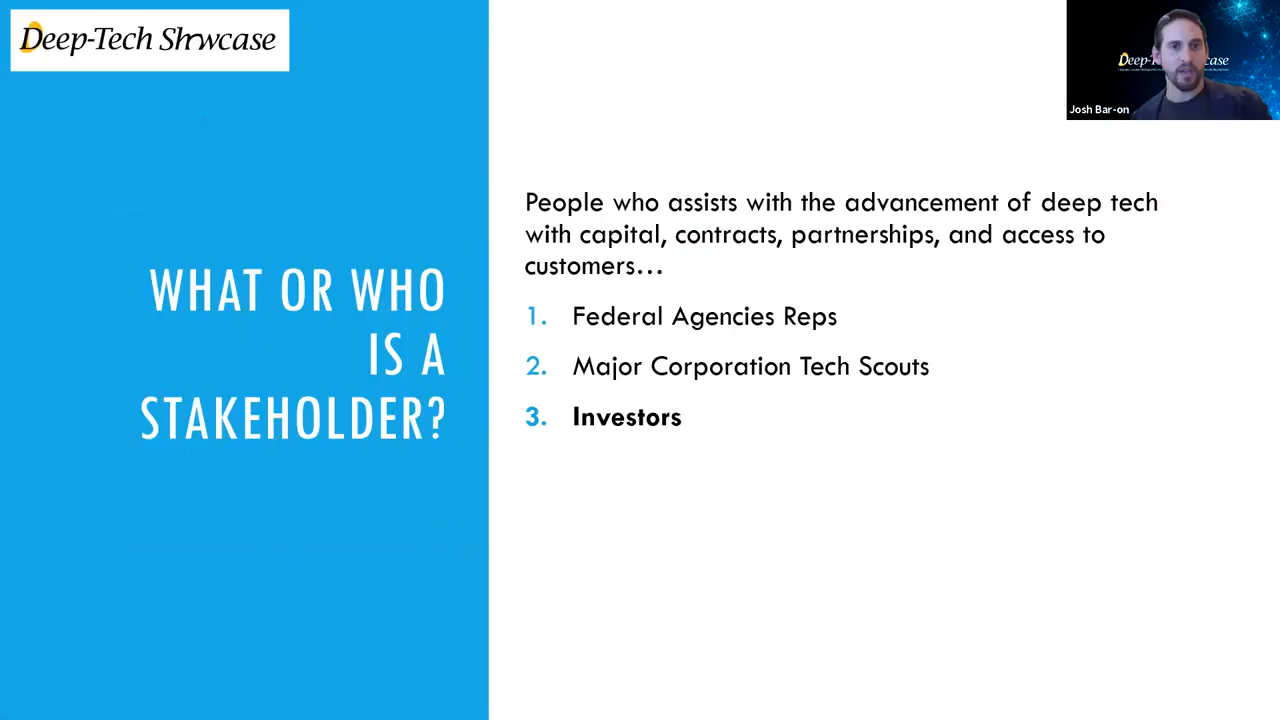 Deep-Tech Showcase
Josh Bar-on
WHAT OR WHO
IS A
STAKEHOLDER?
People who assists with the advancement of deep tech
with capital, contracts, partnerships, and access to
customers…
1. Federal Agencies Reps
2. Major Corporation Tech Scouts
3. Investors